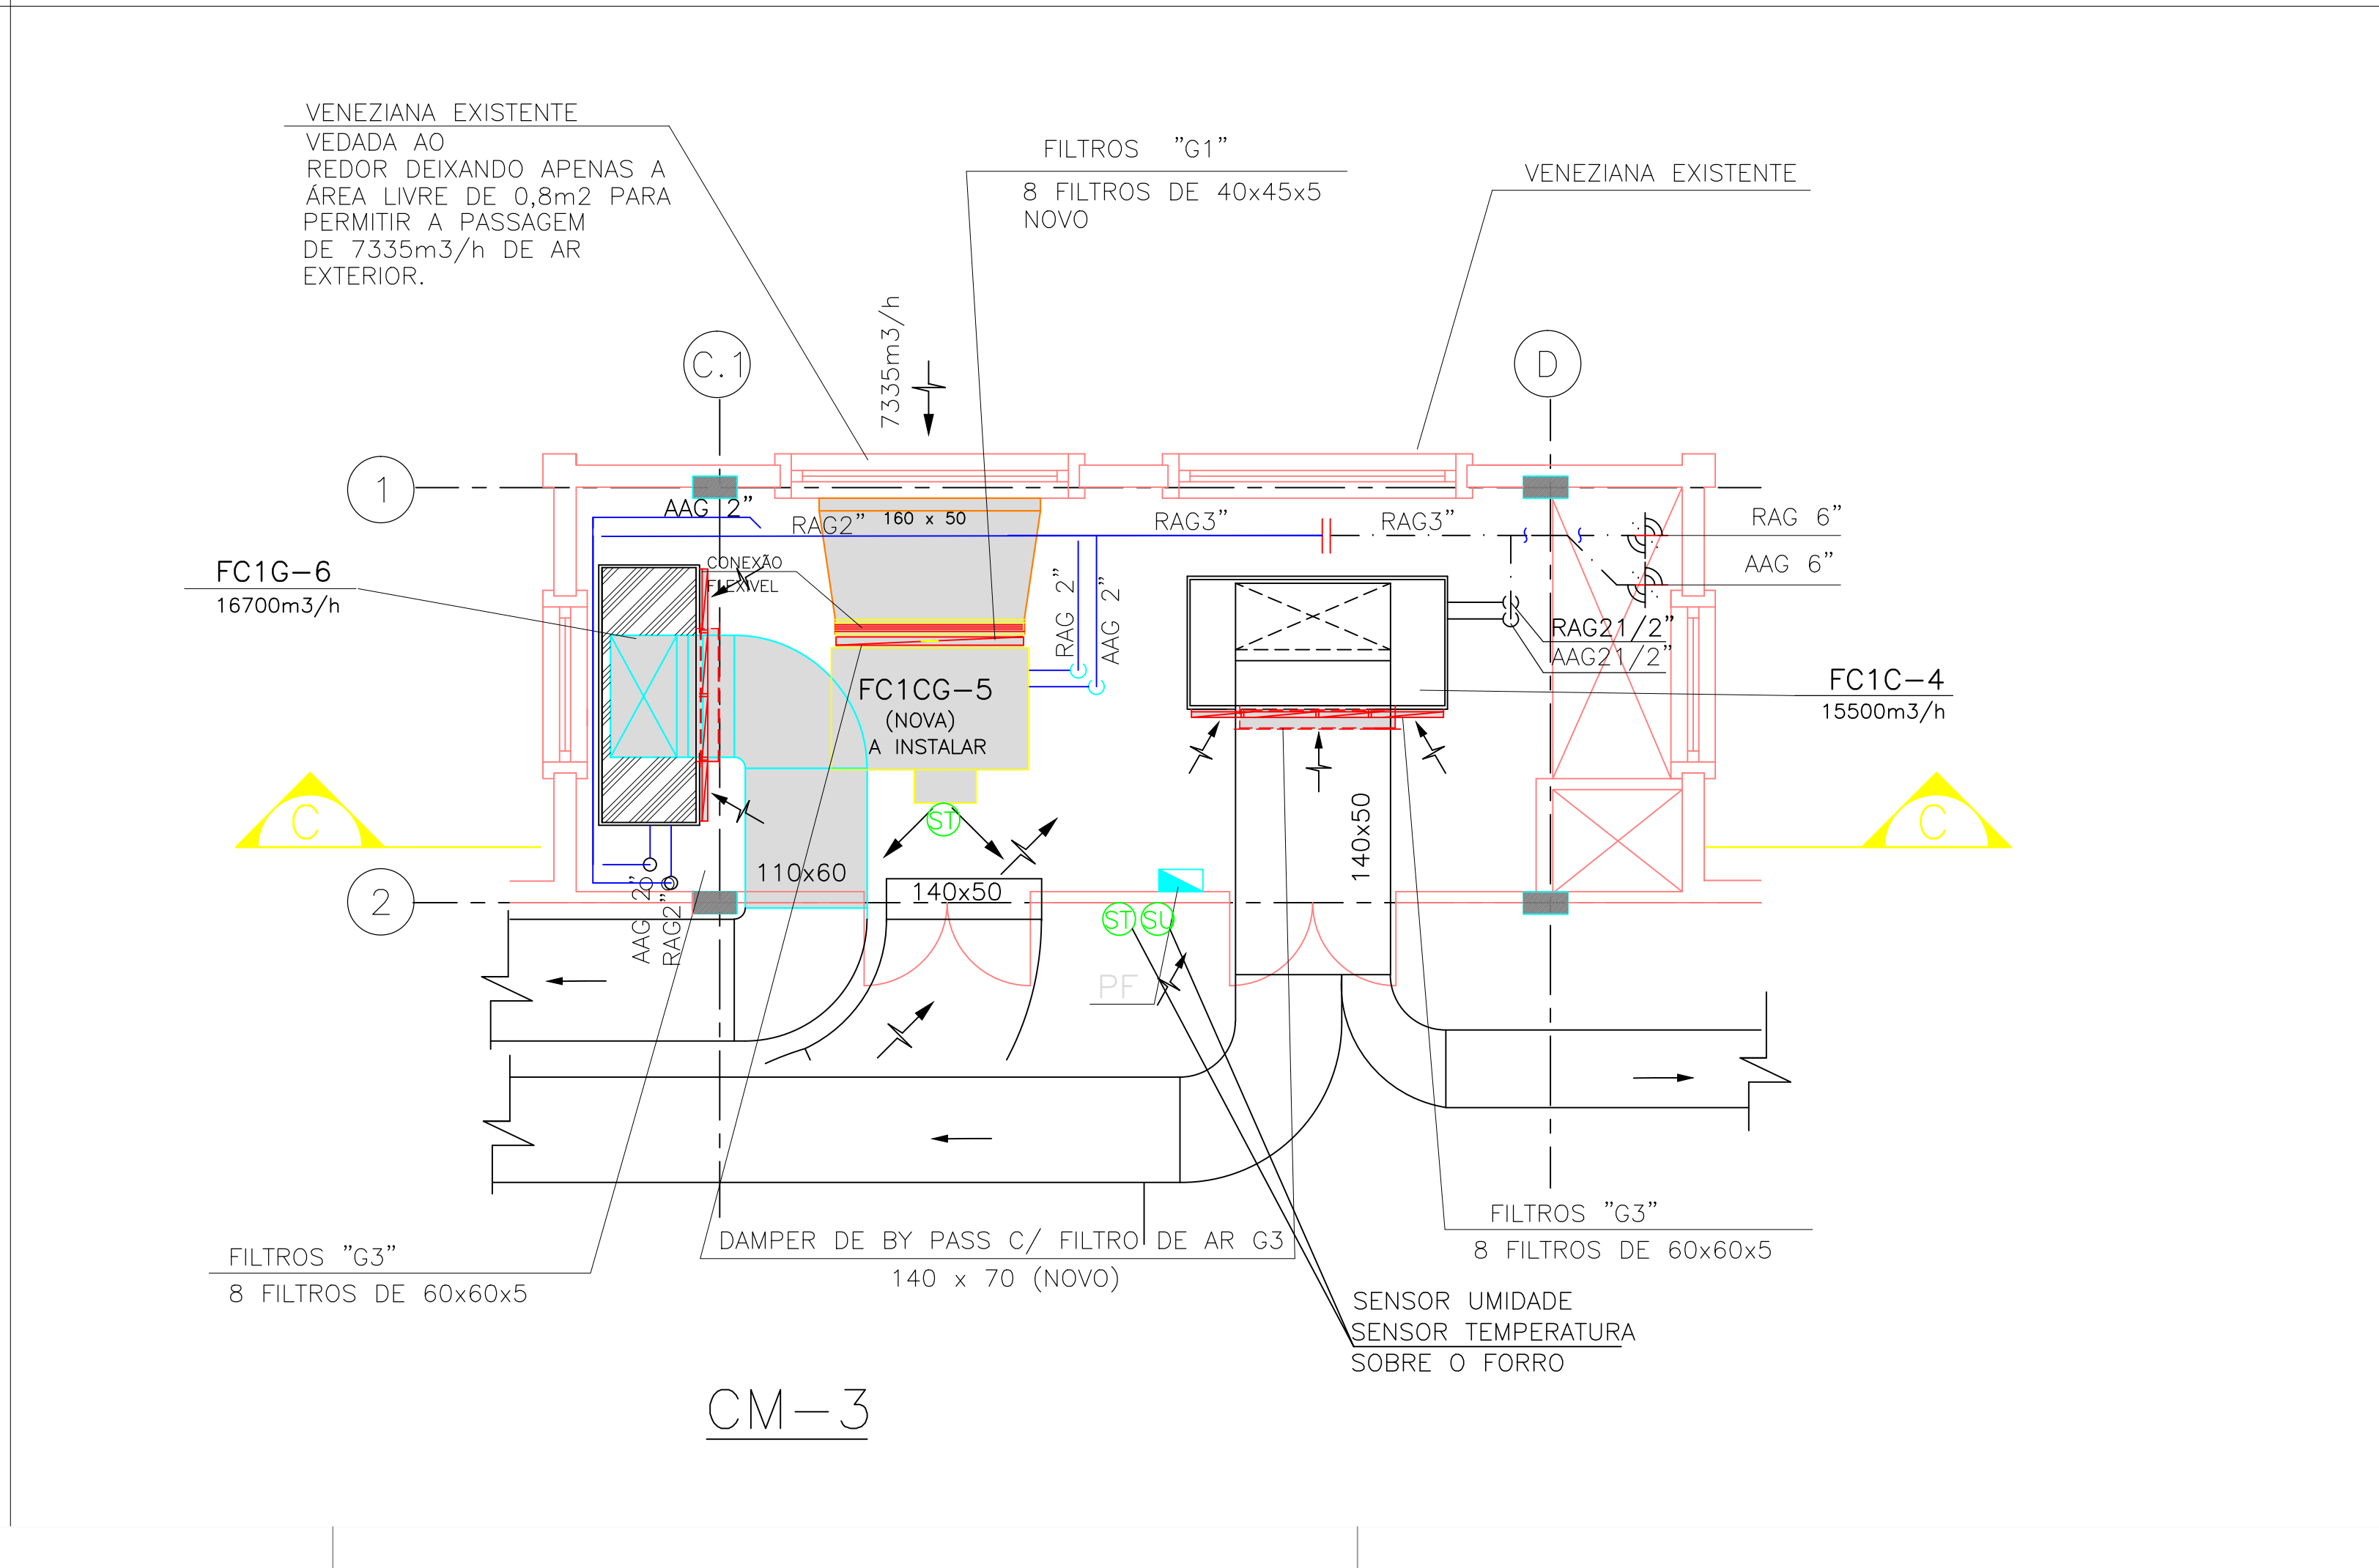 VENEZIANA EXISTENTE
VEDADA AO
REDOR DEIXANDO APENAS A
ÁREA LIVRE DE 0,8m2 PARA
PERMITIR A PASSAGEM
DE 7335m3/h DE AR
EXTERIOR.
FILTROS "G1"
8 FILTROS DE 40x45x5
NOVO
VENEZIANA EXISTENTE
7335m3/h
C.1
D
1
AAG 2"
RAG2"
160 x 50
RAG3"
RAG3"
RAG 6"
AAG 6"
CONEXÃO
FLEXÍVEL
FC1G-6
16700m3/h
RAG 2"
AAG 2"
RAG21/2"
AAG21/2"
FC1CG-5
(NOVA)
A INSTALAR
FC1C-4
15500m3/h
C
C
ST
140x50
110x60
140x50
2
AAG 2"
RAG2"
ST
SU
PF
DAMPER DE BY PASS C/ FILTRO DE AR G3
140 x 70 (NOVO)
FILTROS "G3"
8 FILTROS DE 60x60x5
FILTROS "G3"
8 FILTROS DE 60x60x5
SENSOR UMIDADE
SENSOR TEMPERATURA
SOBRE O FORRO
CM-3